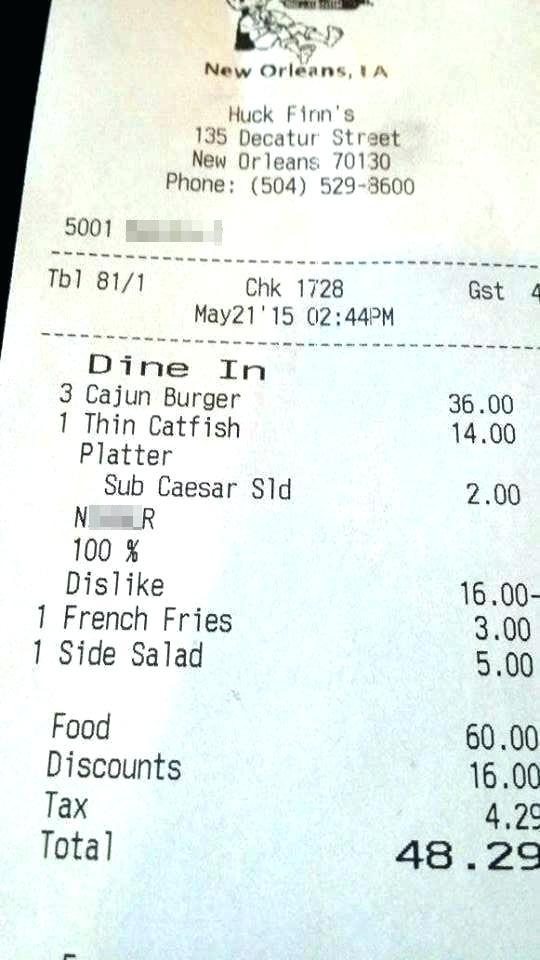 New Orleans, LA
Huck Finn's
135 Decatur Street
New Orleans 70130
Phone: (504) 529-8600
5001
Tbl 81/1 Chk 1728 Gst 4
May21'15 02:44PM
Dine In
3 Cajun Burger 36.00
1 Thin Catfish 14.00
Platter
Sub Caesar Sld 2.00
N R
100 %
Dislike 16.00-
1 French Fries 3.00
1 Side Salad 5.00
Food 60.00
Discounts 16.00
Tax 4.29
Total 48.29